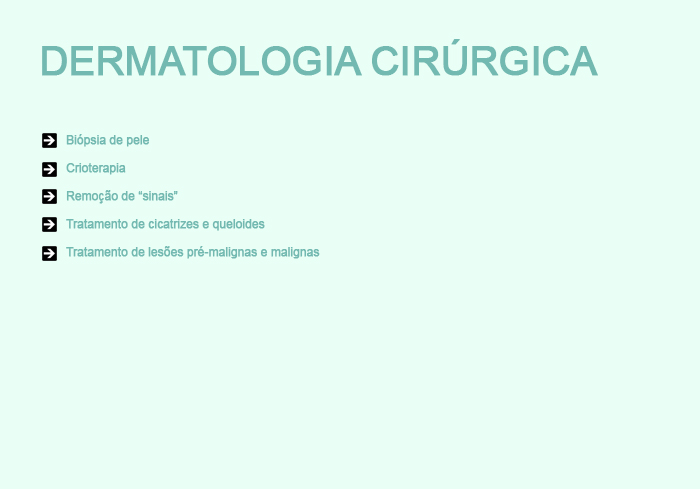 DERMATOLOGIA CIRÚRGICA
Biópsia de pele
Crioterapia
Remoção de “sinais”
Tratamento de cicatrizes e queloides
Tratamento de lesões pré-malignas e malignas